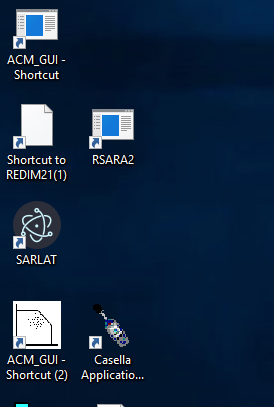 ACM_GUI -
Shortcut
Shortcut to
REDIM21(1)
RSARA2
SARLAT
ACM_GUI -
Shortcut (2)
Casella
Applicatio...